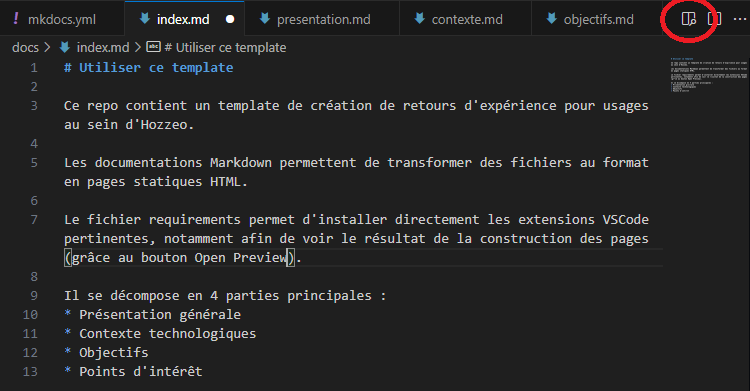 ! mkdocs.yml index.md presentation.md contexte.md objectifs.md
docs > index.md > abc # Utiliser ce template
1 # Utiliser ce template
2
3 Ce repo contient un template de création de retours d'expérience pour usages
au sein d'Hozzeo.
4
5 Les documentations Markdown permettent de transformer des fichiers au format
en pages statiques HTML.
6
7 Le fichier requirements permet d'installer directement les extensions VSCode
pertinentes, notamment afin de voir le résultat de la construction des pages
(grâce au bouton Open Preview).
8
9 Il se décompose en 4 parties principales :
10 * Présentation générale
11 * Contexte technologiques
12 * Objectifs
13 * Points d'intérêt